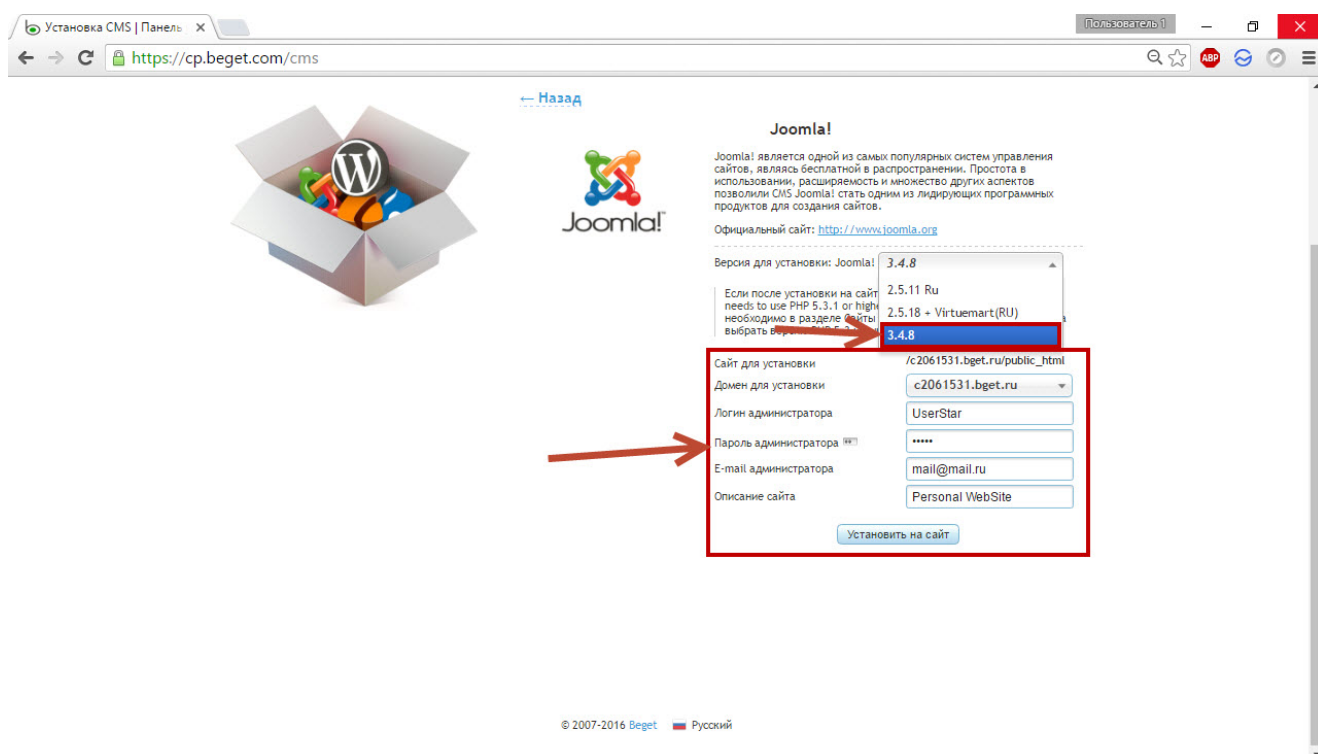 Установка CMS | Панель
Пользователь 1
https://cp.beget.com/cms
ABP
← Назад
Joomla!
Joomla!
Joomla! является одной из самых популярных систем управления
сайтов, являясь бесплатной в распространении. Простота в
использовании, расширяемость и множество других аспектов
позволили CMS Joomla! стать одним из лидирующих программных
продуктов для создания сайтов.
Официальный сайт: http://www.joomla.org
Версия для установки: Joomla! 3.4.8
Если после установки на сайт
2.5.11 Ru
needs to use PHP 5.3.1 or high
необходимо в разделе Сайты
2.5.18 + Virtuemart(RU)
выбрать
3.4.8
Сайт для установки /c2061531.bget.ru/public_html
Домен для установки c2061531.bget.ru
Логин администратора UserStar
Пароль администратора •••••
E-mail администратора mail@mail.ru
Описание сайта Personal WebSite
Установить на сайт
© 2007-2016 Beget Русский